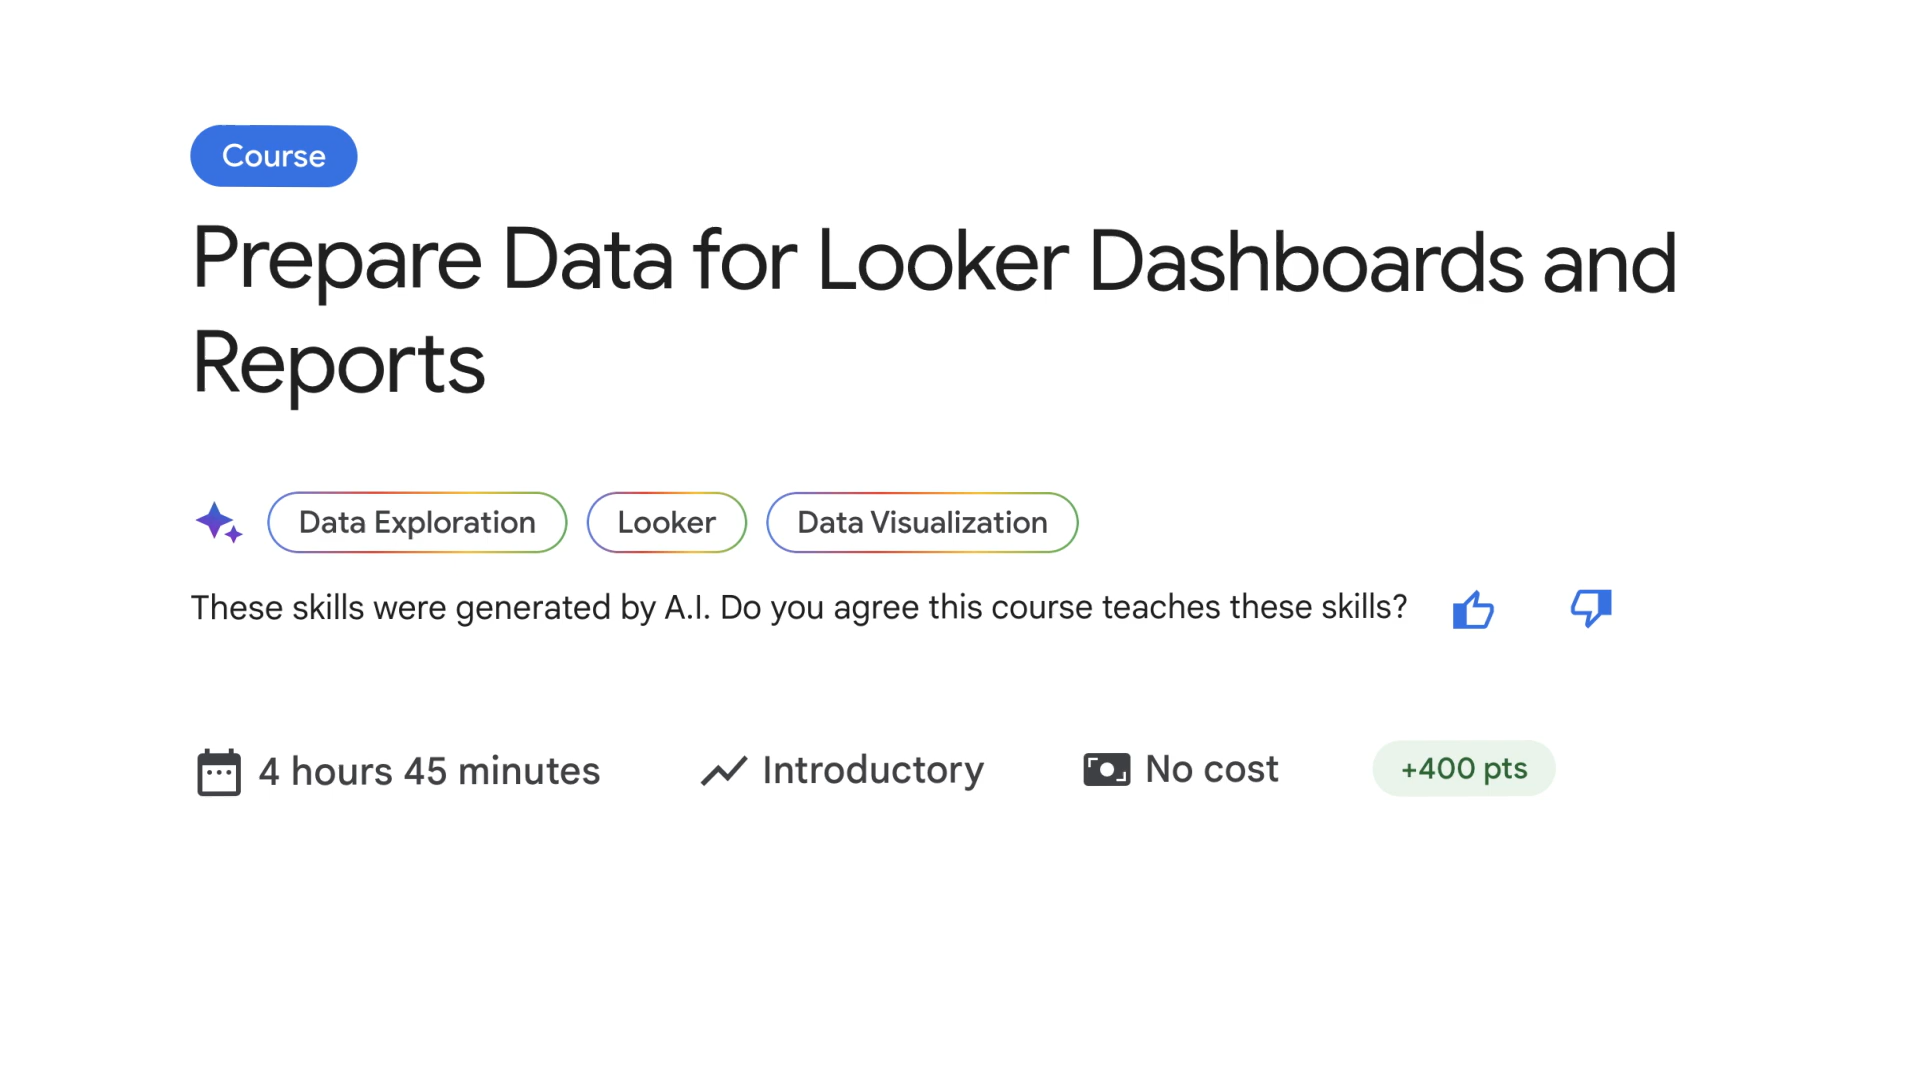 Course
Prepare Data for Looker Dashboards and
Reports
Data Exploration Looker Data Visualization
These skills were generated by A.I. Do you agree this course teaches these skills?
4 hours 45 minutes Introductory No cost +400 pts